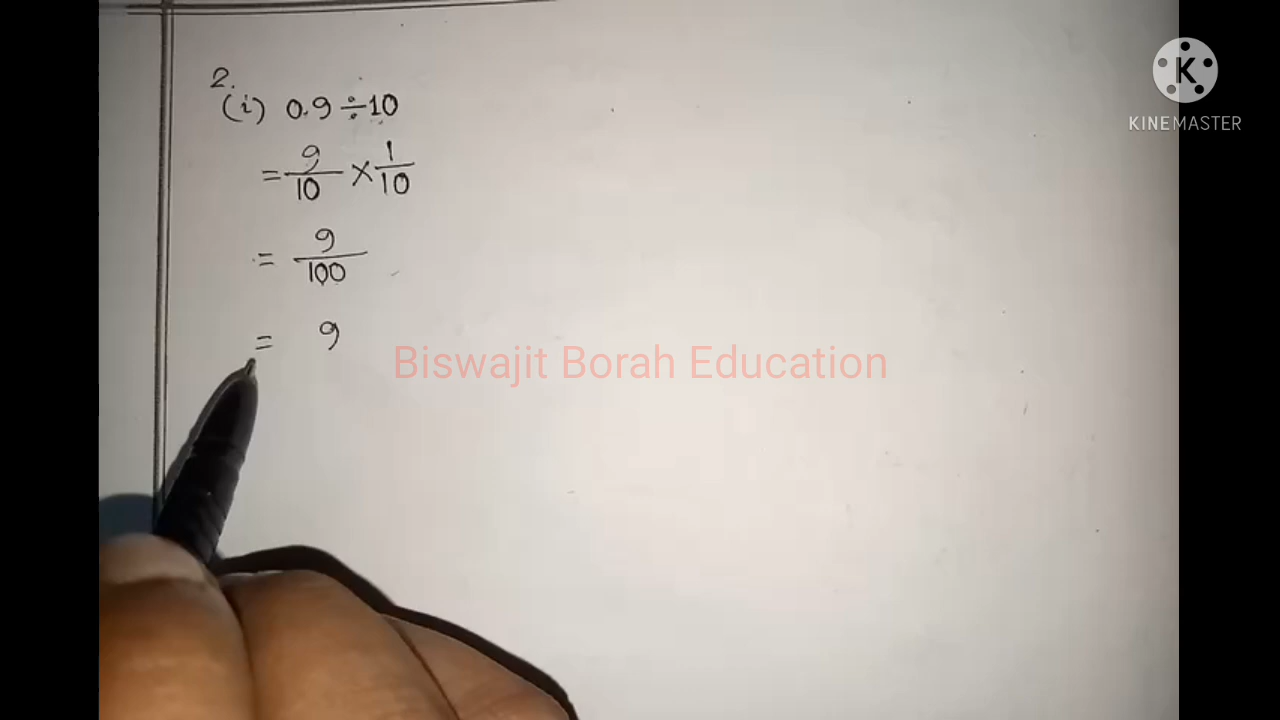 2.
(i) 0.9 ÷ 10
= 9/10 × 1/10
= 9/100
= 9
Biswajit Borah Education
K
KINEMASTER